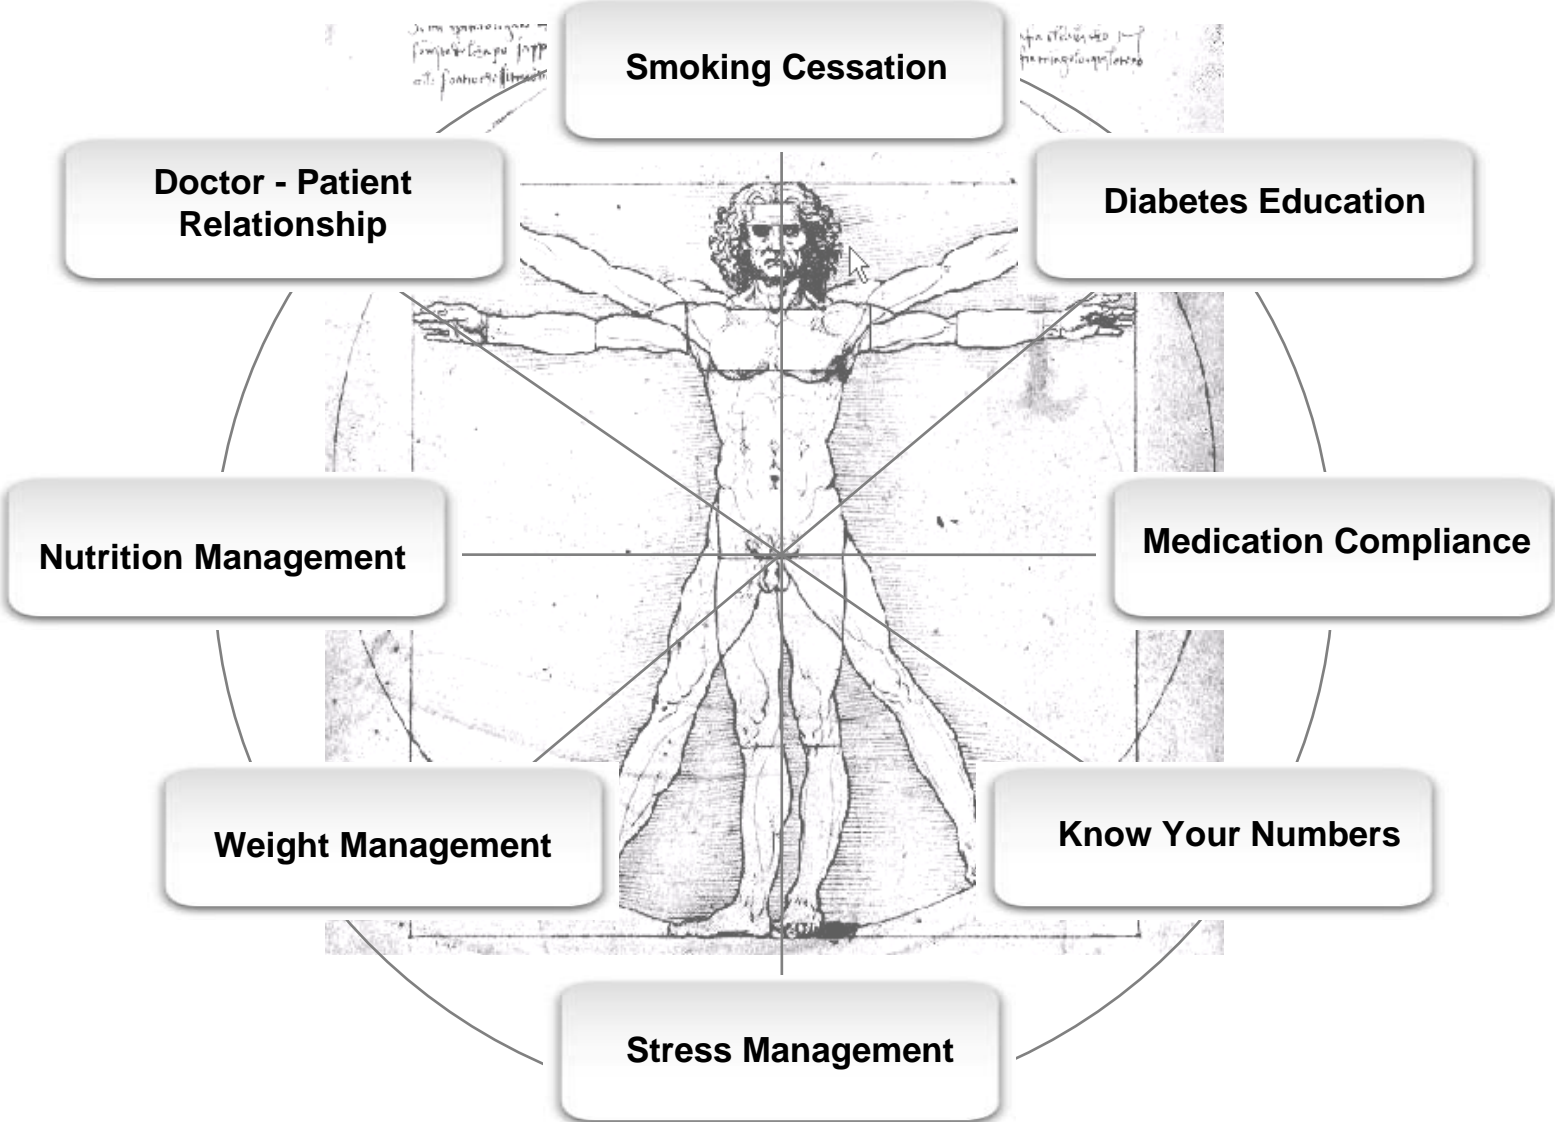 Smoking Cessation
Doctor - Patient
Relationship
Diabetes Education
Nutrition Management
Medication Compliance
Weight Management
Know Your Numbers
Stress Management